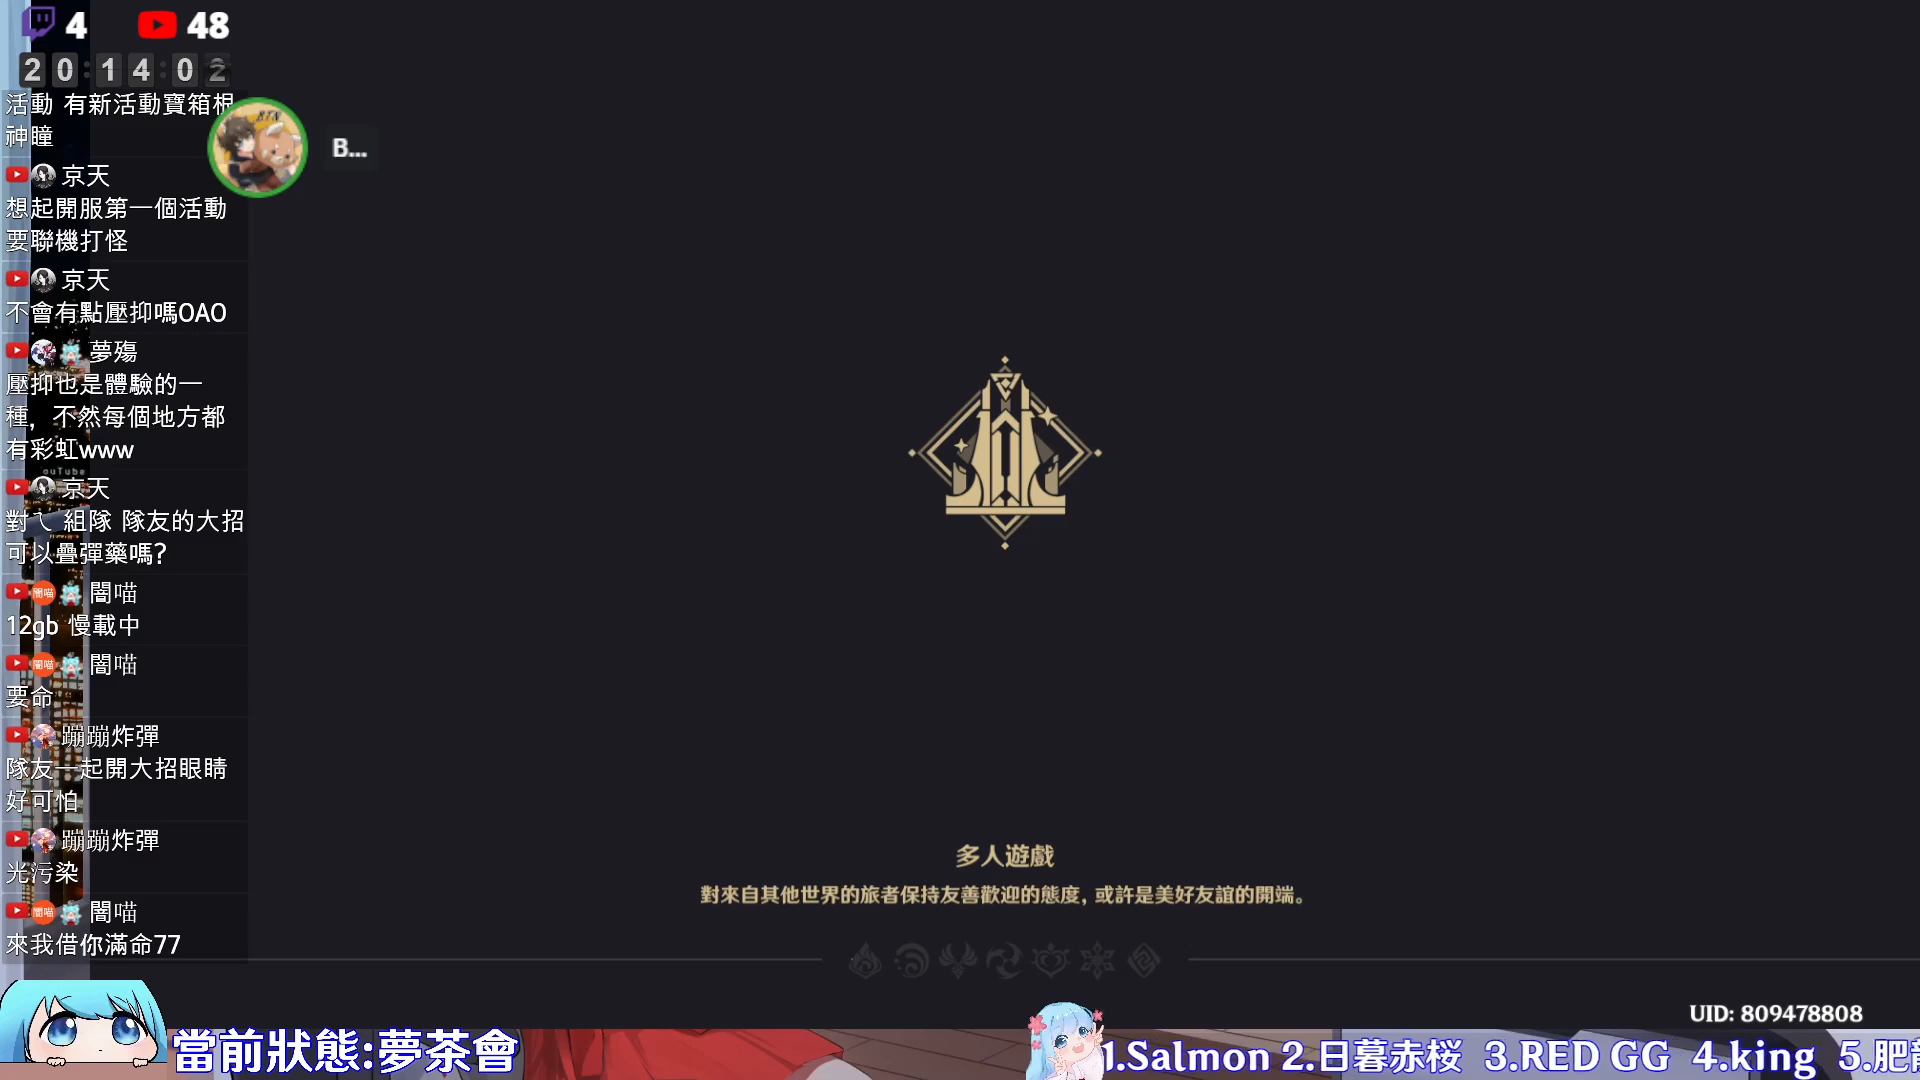 4 48
20:14:02
活動 有新活動寶箱根
神瞳
京天
想起開服第一個活動
要聯機打怪
京天
不會有點壓抑嗎OAO
夢殤
壓抑也是體驗的一
種，不然每個地方都
有彩虹www
ouTube
京天
對ㄟ 組隊 隊友的大招
可以疊彈藥嗎?
闇喵
闇喵
12gb 慢載中
闇喵
闇喵
要命
蹦蹦炸彈
隊友一起開大招眼睛
好可怕
蹦蹦炸彈
光污染
闇喵
闇喵
來我借你滿命77
BTN
B...
多人遊戲
對來自其他世界的旅者保持友善歡迎的態度，或許是美好友誼的開端。
UID: 809478808
當前狀態:夢茶會
1.Salmon 2.日暮赤桜 3.RED GG 4.king 5.肥